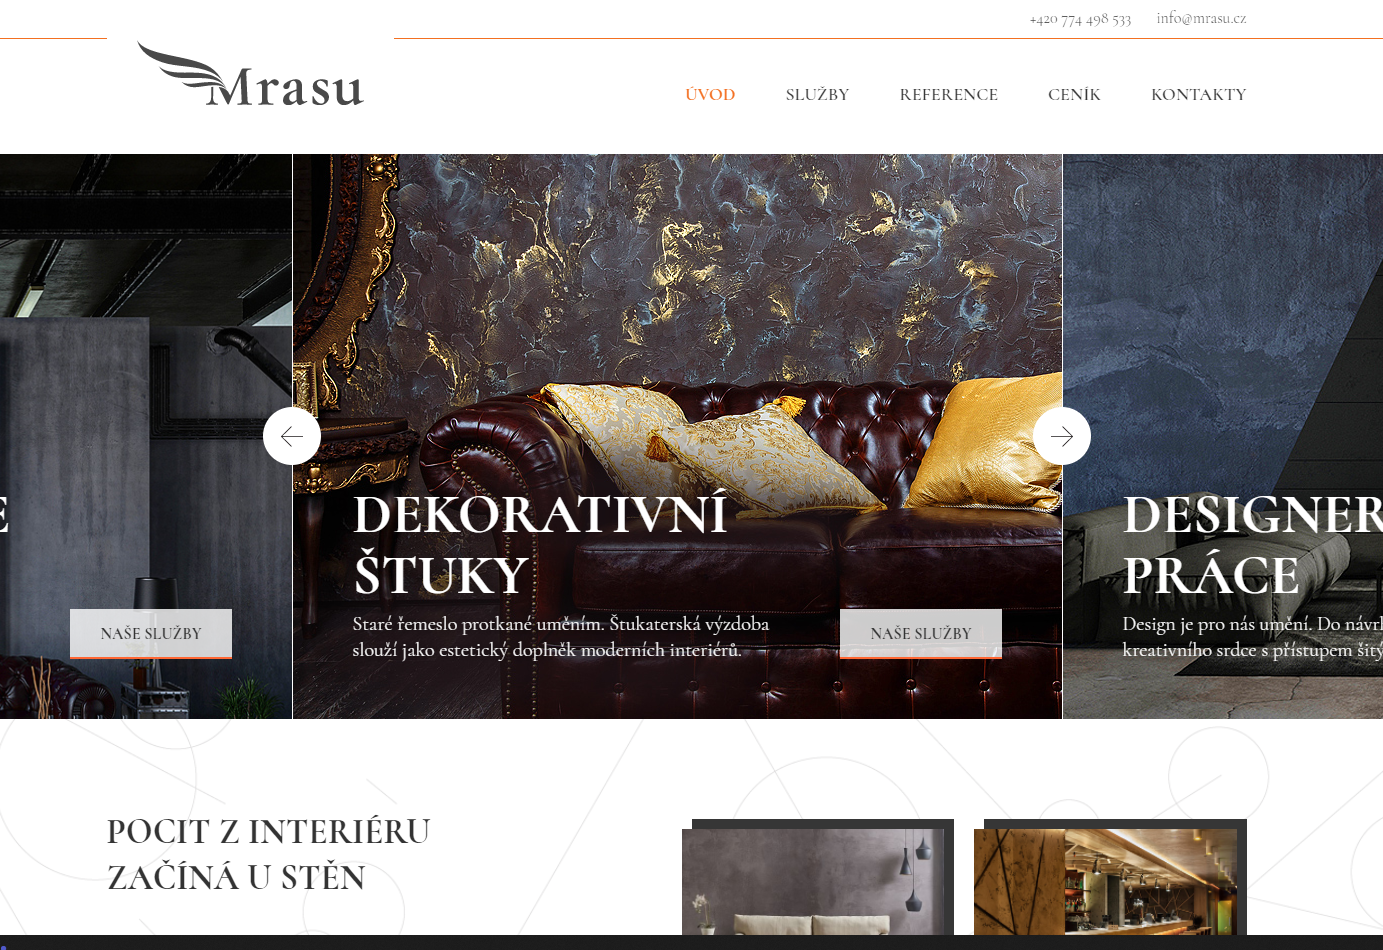 +420 774 498 533 info@mrasu.cz
Mrasu
ÚVOD SLUŽBY REFERENCE CENÍK KONTAKTY
E
NAŠE SLUŽBY
DEKORATIVNÍ
ŠTUKY
Staré řemeslo protkané uměním. Štukaterská výzdoba
slouží jako estetický doplněk moderních interiérů.
NAŠE SLUŽBY
DESIGNER
PRÁCE
Design je pro nás umění. Do návrh
kreativního srdce s přístupem šitý
POCIT Z INTERIÉRU
ZAČÍNÁ U STĚN